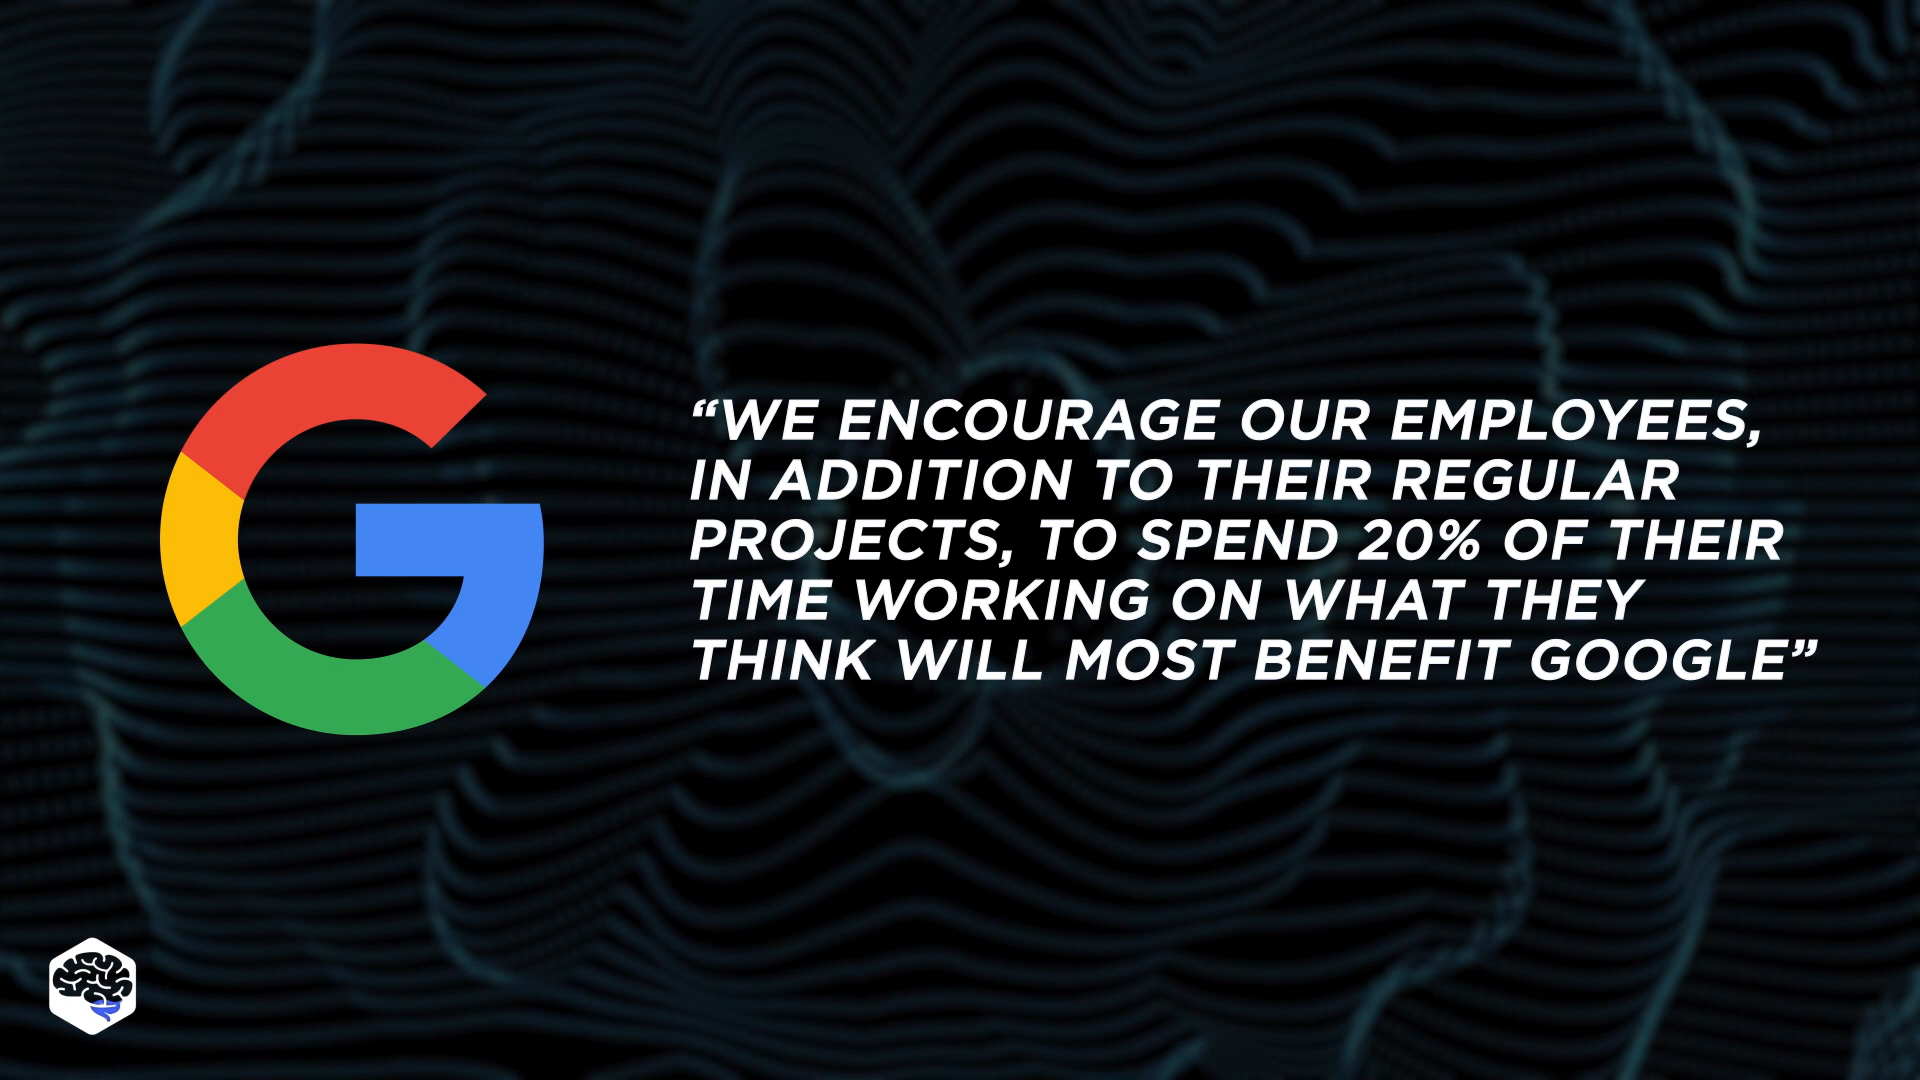 “WE ENCOURAGE OUR EMPLOYEES,
IN ADDITION TO THEIR REGULAR
PROJECTS, TO SPEND 20% OF THEIR
TIME WORKING ON WHAT THEY
THINK WILL MOST BENEFIT GOOGLE”